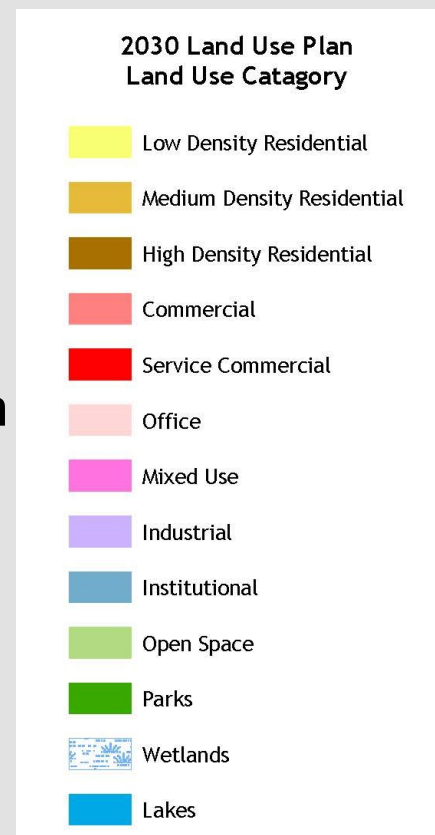 2030 Land Use Plan
Land Use Catagory
Low Density Residential
Medium Density Residential
High Density Residential
Commercial
Service Commercial
Office
Mixed Use
Industrial
Institutional
Open Space
Parks
Wetlands
Lakes